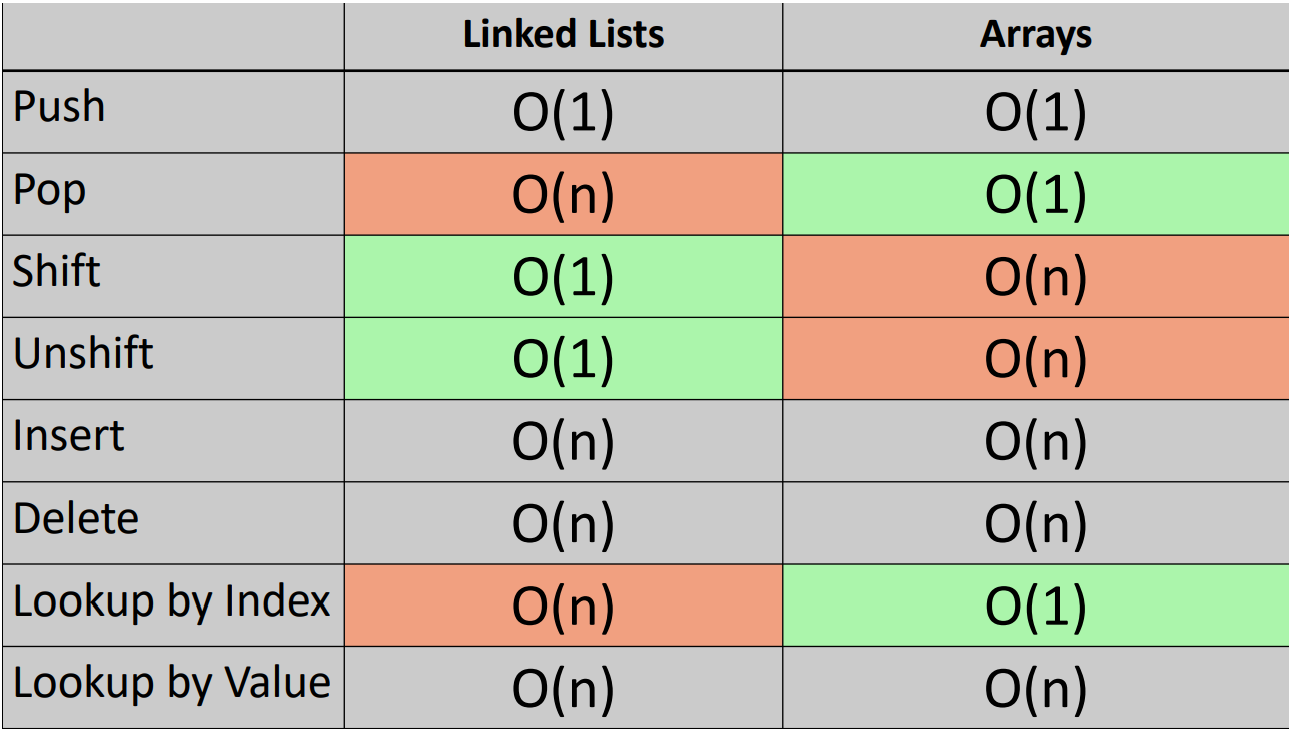 Linked Lists Arrays
Push O(1) O(1)
Pop O(n) O(1)
Shift O(1) O(n)
Unshift O(1) O(n)
Insert O(n) O(n)
Delete O(n) O(n)
Lookup by Index O(n) O(1)
Lookup by Value O(n) O(n)